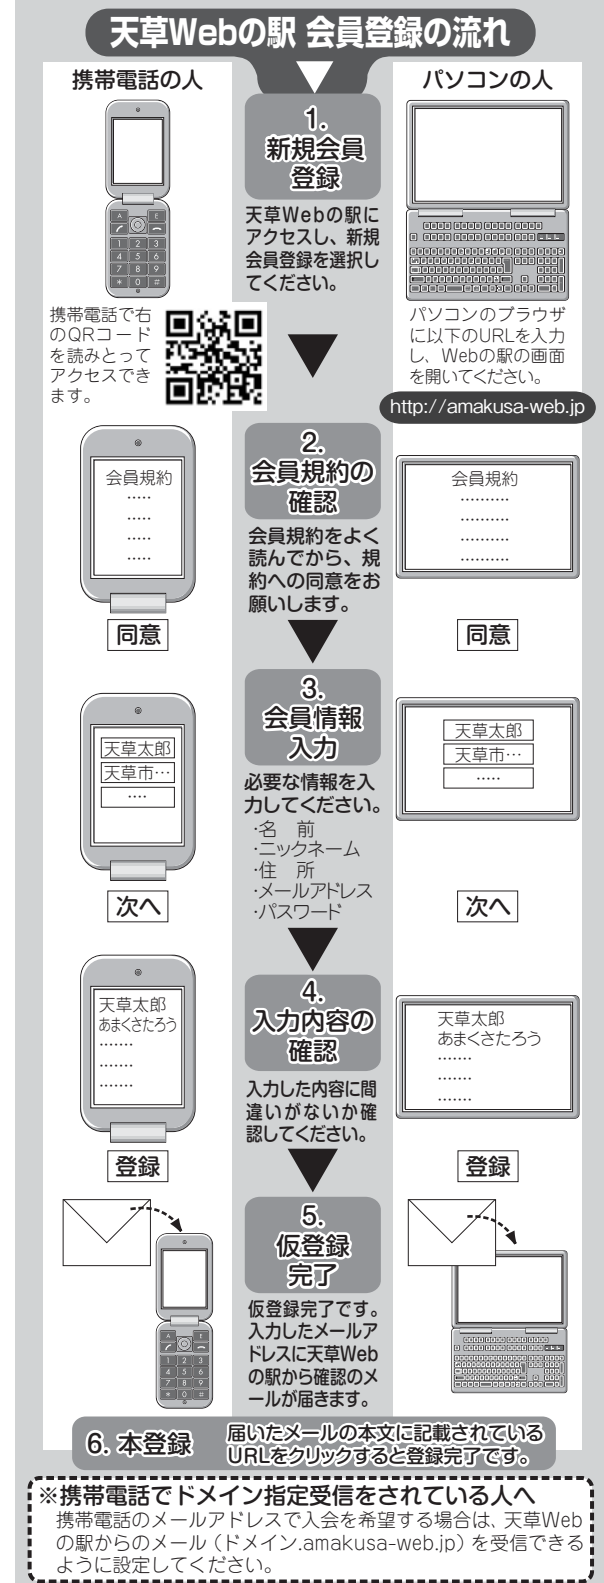 天草Webの駅 会員登録の流れ
携帯電話の人
パソコンの人
1.
新規会員
登録
天草Webの駅に
アクセスし、新規
会員登録を選択し
てください。
携帯電話で右
のQRコード
を読みとって
アクセスでき
ます。
パソコンのブラウザ
に以下のURLを入力
し、Webの駅の画面
を開いてください。
http://amakusa-web.jp
2.
会員規約の
確認
会員規約をよく
読んでから、規
約への同意をお
願いします。
会員規約
‥‥‥
‥‥‥
‥‥‥
‥‥‥
同意
会員規約
‥‥‥‥‥
‥‥‥‥‥
‥‥‥‥‥
‥‥‥‥‥
同意
3.
会員情報
入力
必要な情報を入
力してください。
・名　前
・ニックネーム
・住　所
・メールアドレス
・パスワード
天草太郎
天草市…
‥‥
次へ
天草太郎
天草市…
‥‥‥
次へ
4.
入力内容の
確認
入力した内容に間
違いがないか確
認してください。
天草太郎
あまくさたろう
‥‥‥‥
‥‥‥‥
‥‥‥‥
登録
天草太郎
あまくさたろう
‥‥‥‥
‥‥‥‥
‥‥‥‥
登録
5.
仮登録
完了
仮登録完了です。
入力したメールア
ドレスに天草Web
の駅から確認のメ
ールが届きます。
6. 本登録
届いたメールの本文に記載されている
URLをクリックすると登録完了です。
※携帯電話でドメイン指定受信をされている人へ
携帯電話のメールアドレスで入会を希望する場合は、天草Web
の駅からのメール（ドメイン.amakusa-web.jp）を受信できる
ように設定してください。